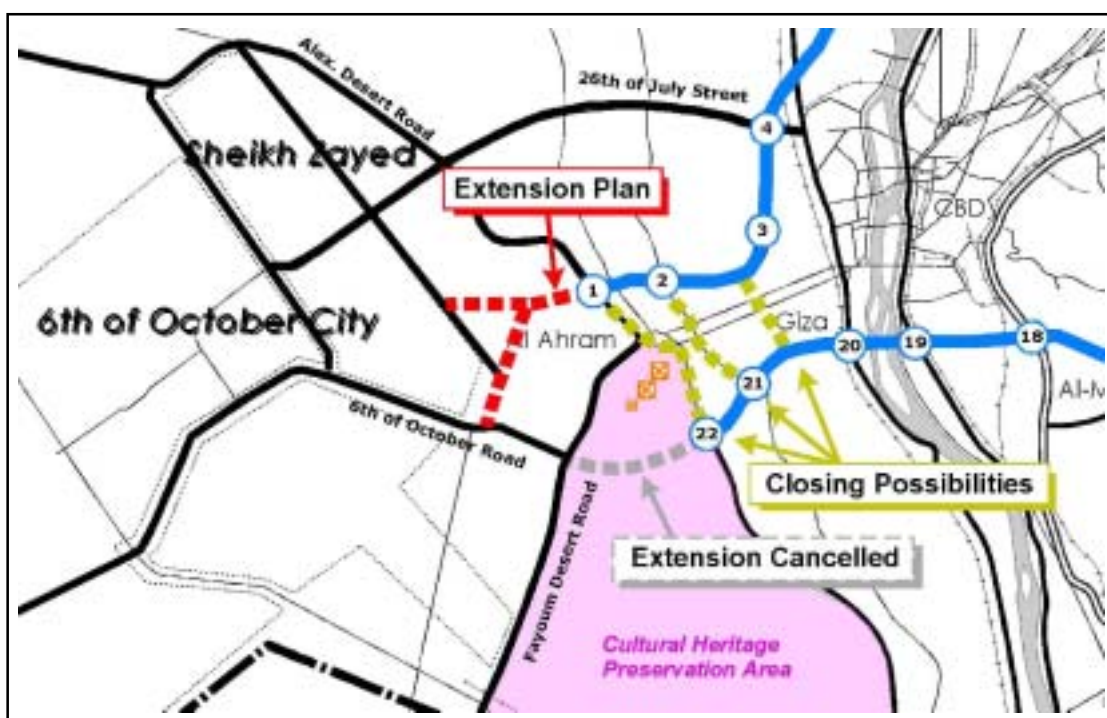 Alex. Desert Road
26th of July Street
4
Sheikh Zayed
Extension Plan
CBD
3
1
2
6th of October City
l Ahram
Giza
20
19
18
21
Al-M
6th of October Road
22
Closing Possibilities
Fayoum Desert Road
Extension Cancelled
Cultural Heritage
Preservation Area